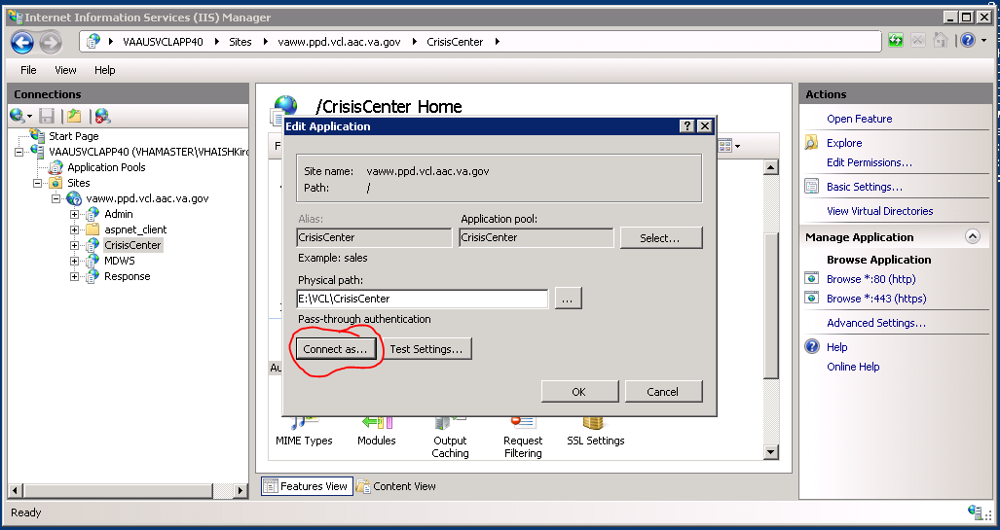 Internet Information Services (IIS) Manager
VAAUSVCLAPP40 Sites vaww.ppd.vcl.aac.va.gov CrisisCenter
File View Help
Connections
Start Page
VAAUSVCLAPP40 (VHAMASTER\VHAISHKir
Application Pools
Sites
vaww.ppd.vcl.aac.va.gov
Admin
aspnet_client
CrisisCenter
MDWS
Response
/CrisisCenter Home
F
Edit Application
Site name: vaww.ppd.vcl.aac.va.gov
Path: /
Alias: Application pool:
CrisisCenter CrisisCenter Select...
Example: sales
Physical path:
E:\VCL\CrisisCenter ...
Pass-through authentication
Connect as... Test Settings...
OK Cancel
Au
MIME Types
Modules
Output
Caching
Request
Filtering
SSL Settings
Features View Content View
Actions
Open Feature
Explore
Edit Permissions...
Basic Settings...
View Virtual Directories
Manage Application
Browse Application
Browse *:80 (http)
Browse *:443 (https)
Advanced Settings...
Help
Online Help
Ready